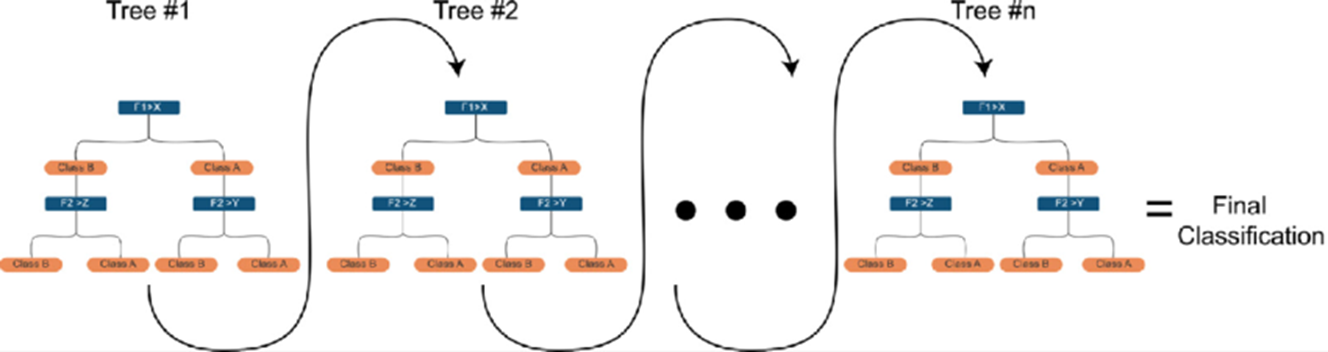 Tree #1 Tree #2 Tree #n
F1>X F1>X F1>X
Class B Class A Class B Class A Class B Class A
F2>Z F2>Y F2>Z F2>Y F2>Z F2>Y
Class B Class A Class B Class A Class B Class A Class B Class A Class B Class A Class B Class A
= Final
Classification